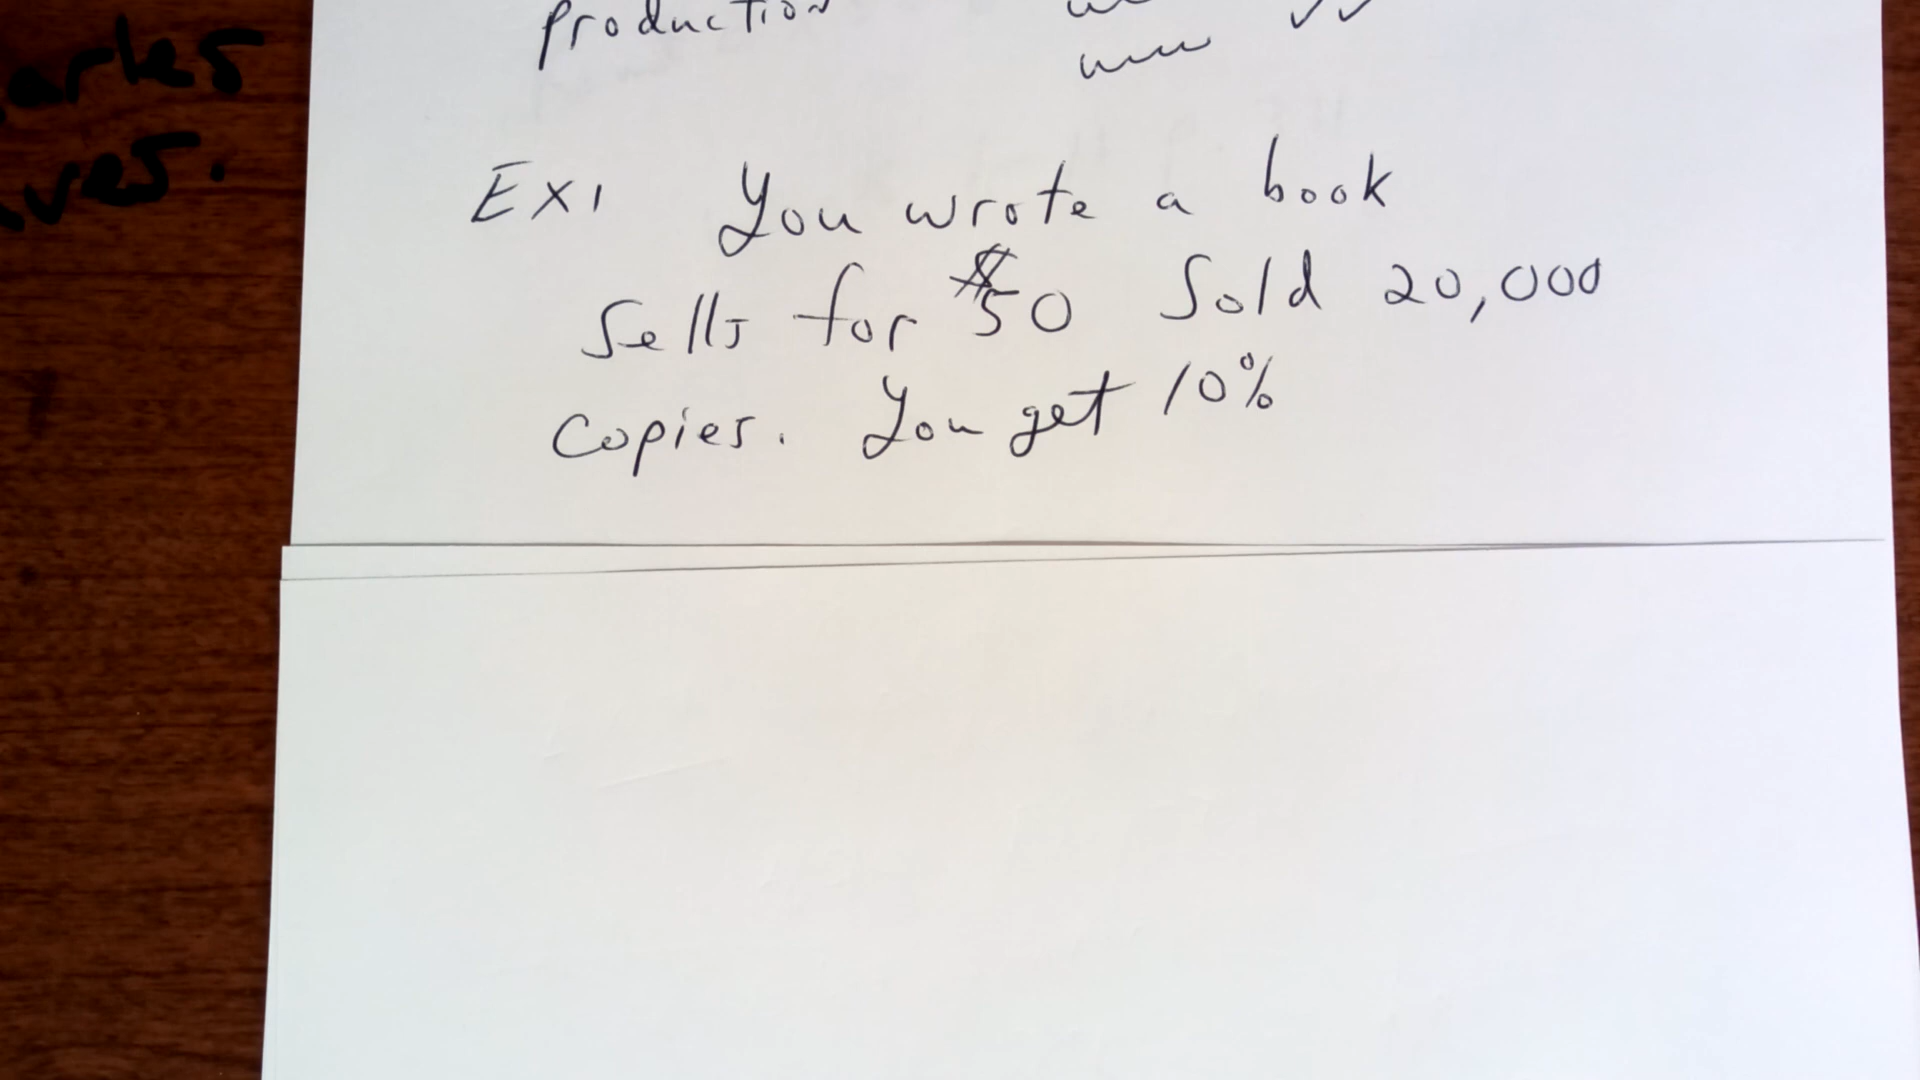 production
Ex1 You wrote a book
Sells for $50 Sold 20,000
copies. You get 10%